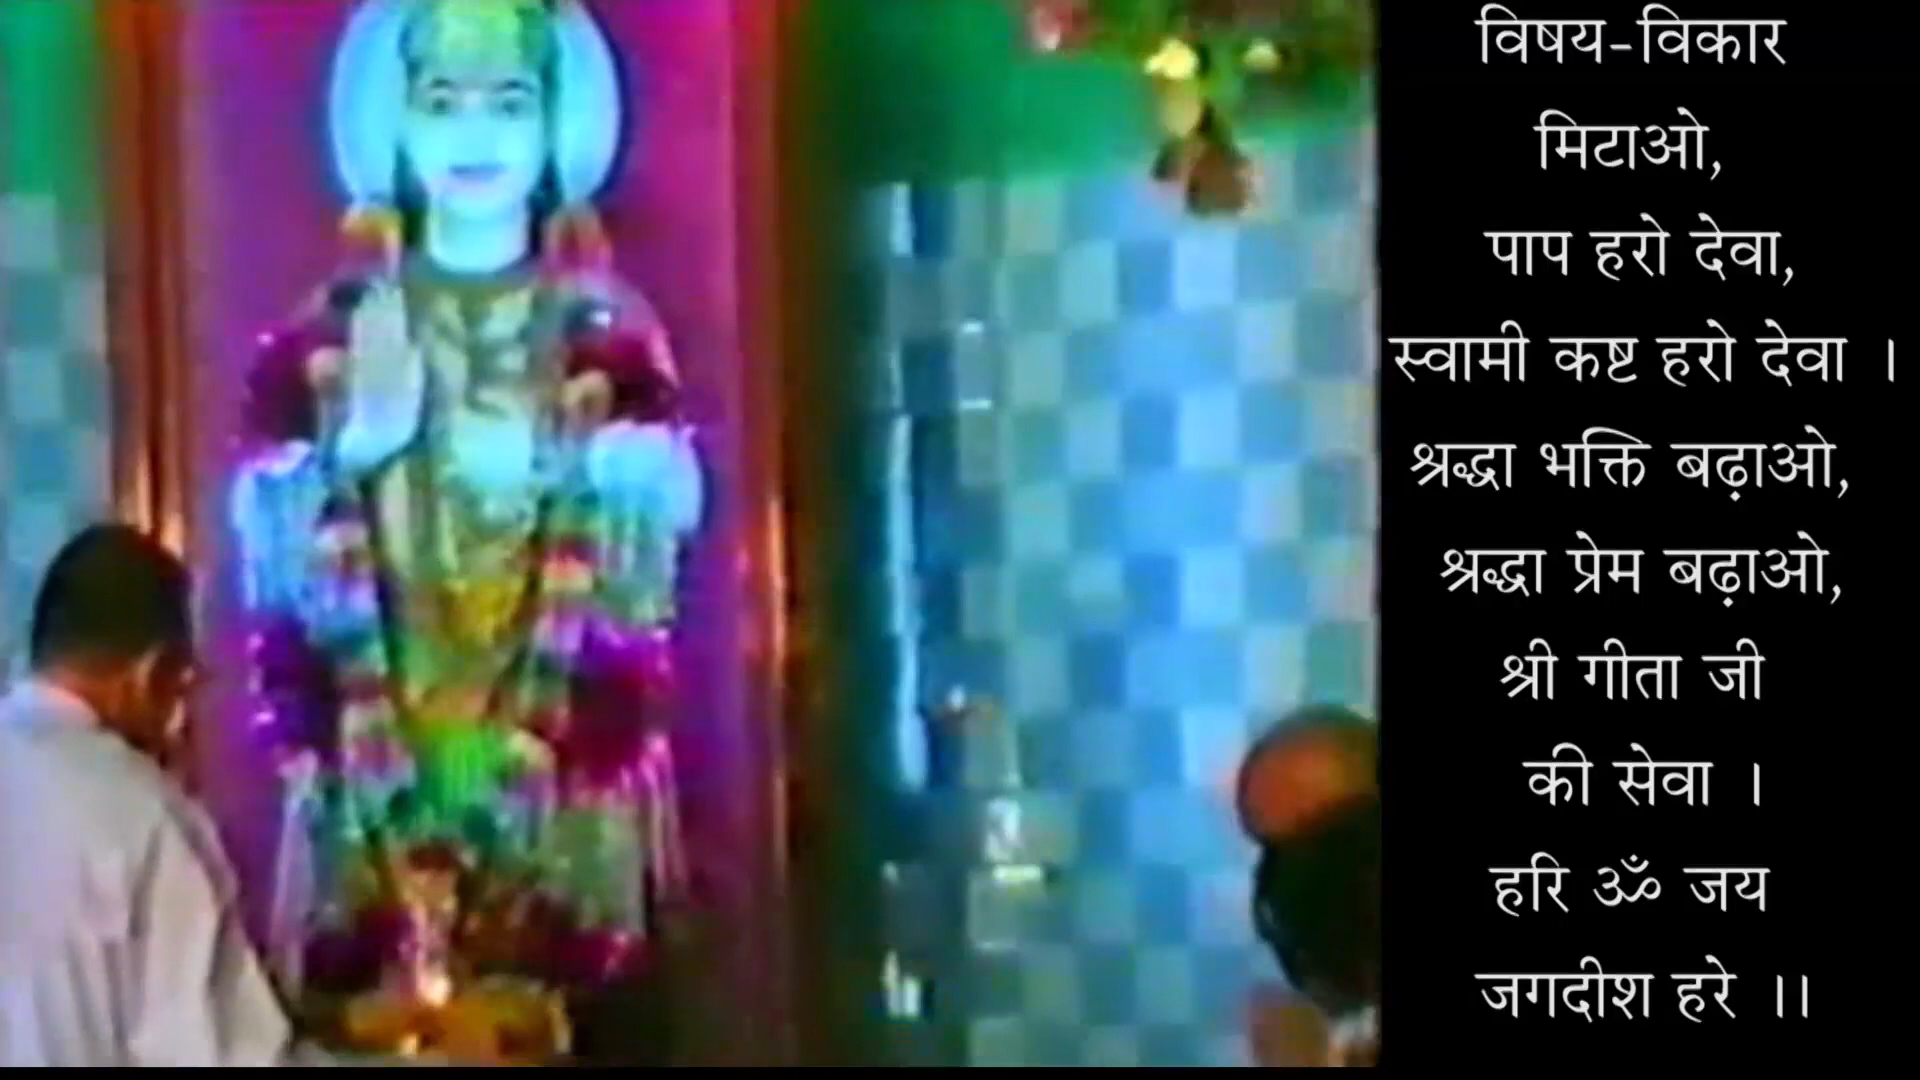 विषय-विकार
मिटाओ,
पाप हरो देवा,
स्वामी कष्ट हरो देवा ।
श्रद्धा भक्ति बढ़ाओ,
श्रद्धा प्रेम बढ़ाओ,
श्री गीता जी
की सेवा ।
हरि ॐ जय
जगदीश हरे ।।